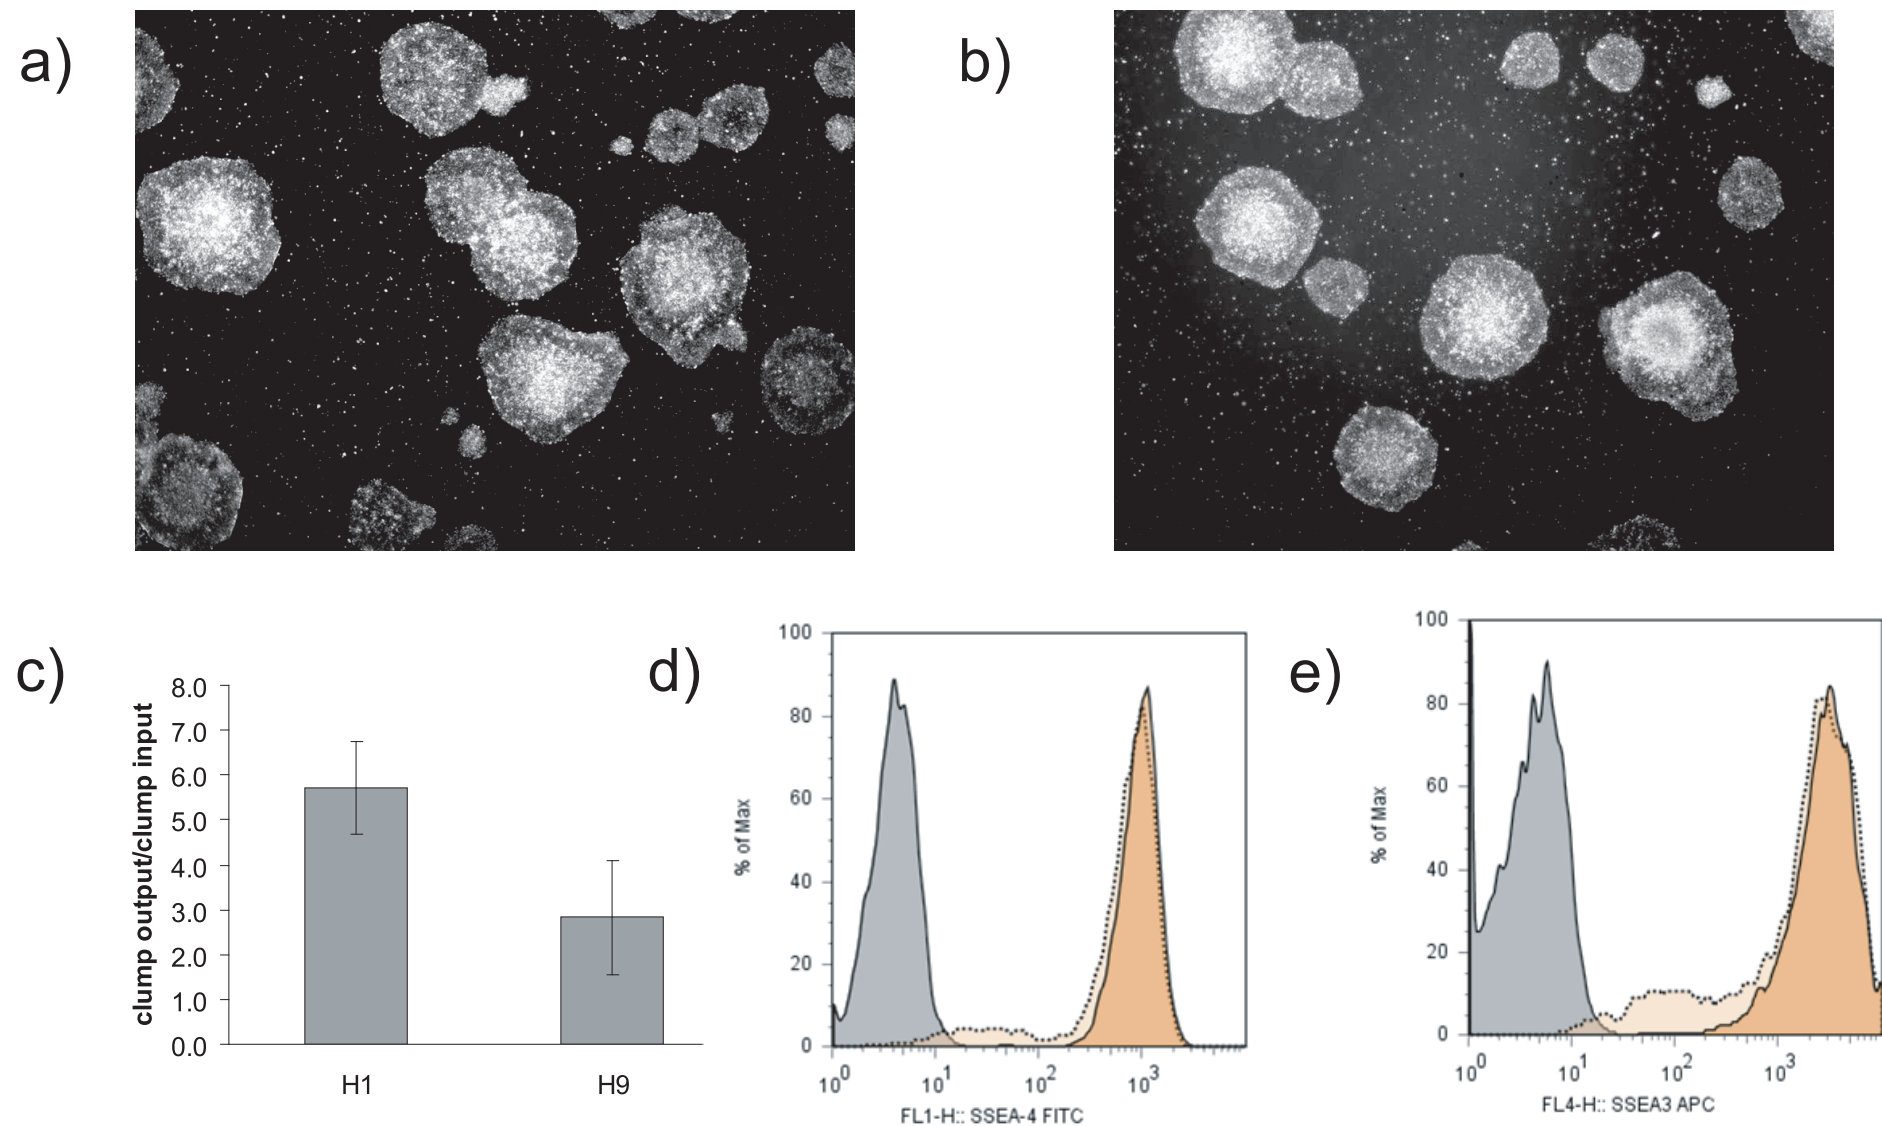 a)
b)
c)
clump output/clump input
8.0
7.0
6.0
5.0
4.0
3.0
2.0
1.0
0.0
H1
H9
d)
% of Max
100
80
60
40
20
0
10^0
10^1
10^2
10^3
FL1-H:: SSEA-4 FITC
e)
% of Max
100
80
60
40
20
0
10^0
10^1
10^2
10^3
FL4-H:: SSEA3 APC